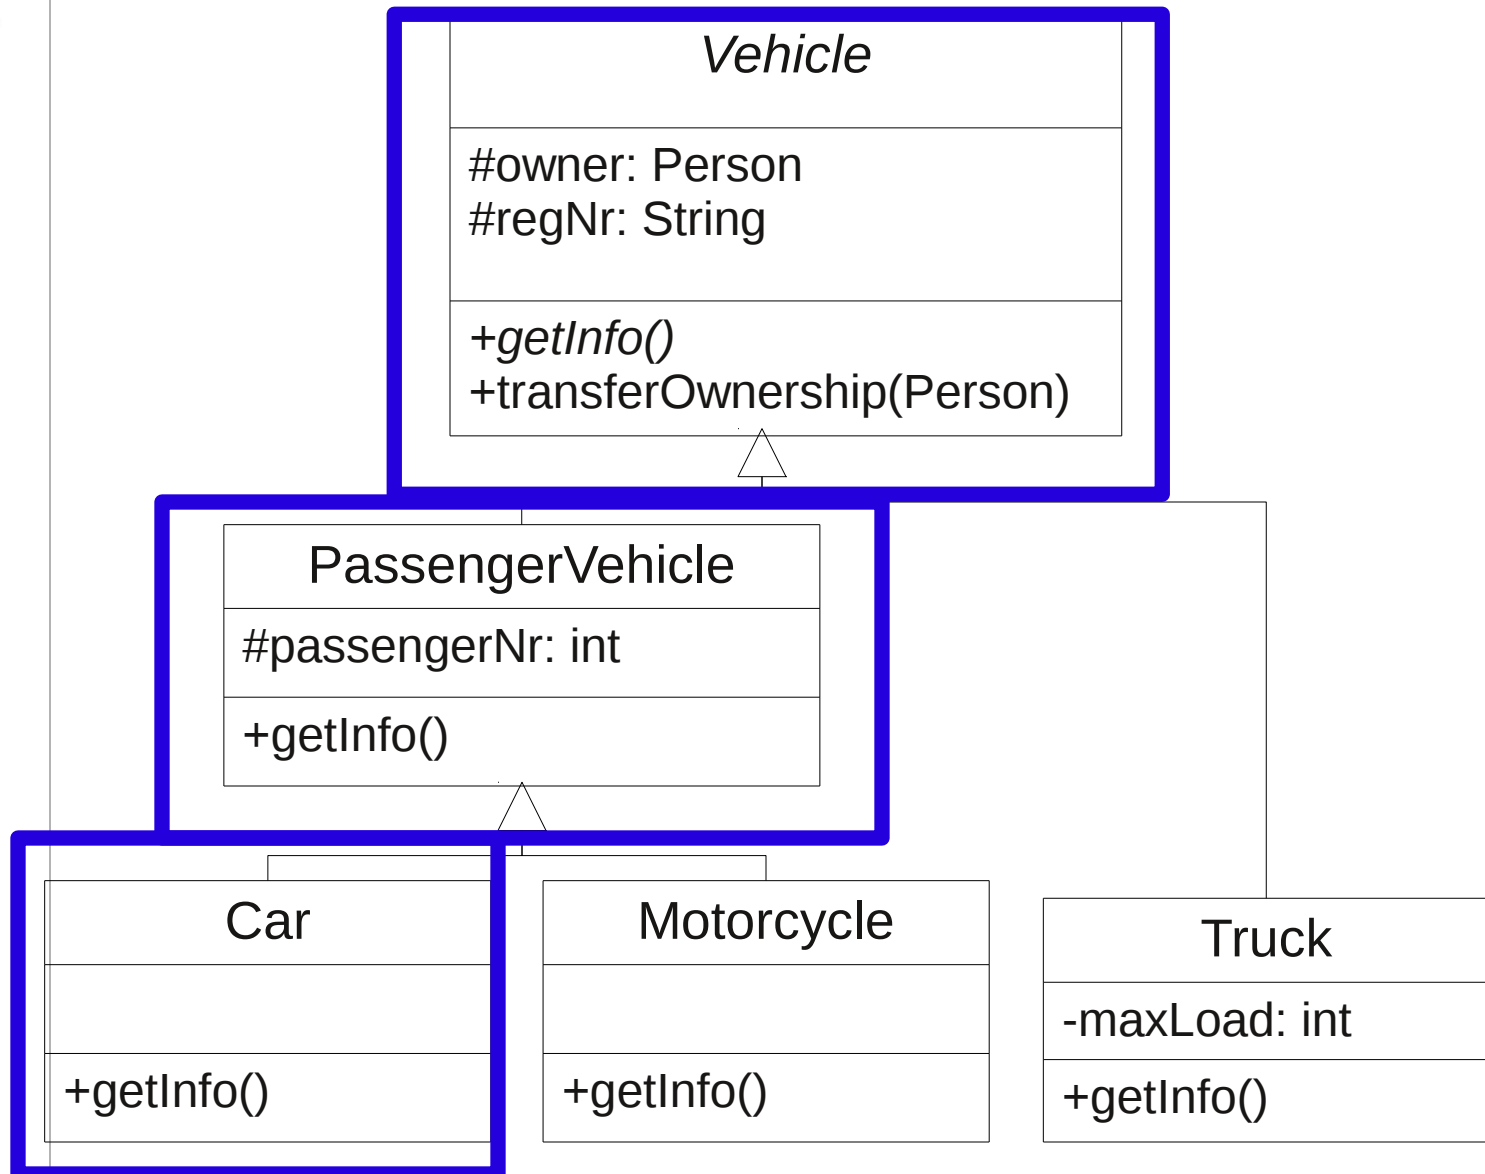 Vehicle
#owner: Person
#regNr: String
+getInfo()
+transferOwnership(Person)
PassengerVehicle
#passengerNr: int
+getInfo()
Car
+getInfo()
Motorcycle
+getInfo()
Truck
-maxLoad: int
+getInfo()